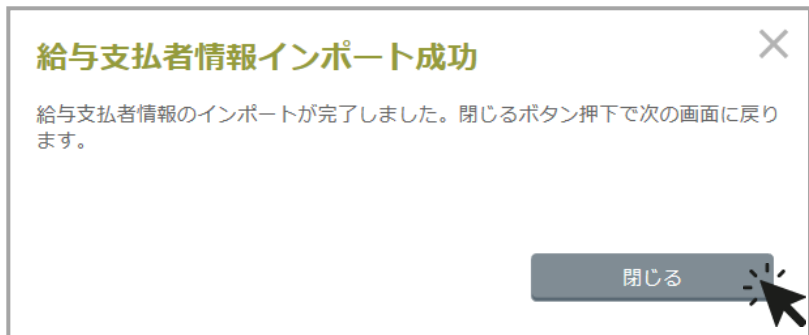 給与支払者情報インポート成功
給与支払者情報のインポートが完了しました。閉じるボタン押下で次の画面に戻り
ます。
閉じる